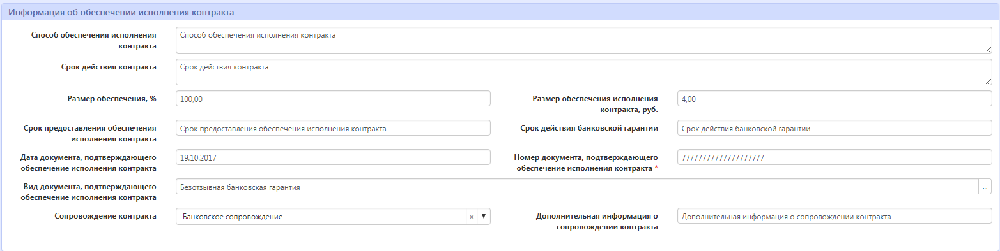 Информация об обеспечении исполнения контракта
Способ обеспечения исполнения
контракта
Способ обеспечения исполнения контракта
Срок действия контракта
Срок действия контракта
Размер обеспечения, %
100,00
Размер обеспечения исполнения
контракта, руб.
4,00
Срок предоставления обеспечения
исполнения контракта
Срок предоставления обеспечения исполнения контракта
Срок действия банковской гарантии
Срок действия банковской гарантии
Дата документа, подтверждающего
обеспечение исполнения контракта
19.10.2017
Номер документа, подтверждающего
обеспечение исполнения контракта *
77777777777777777777
Вид документа, подтверждающего
обеспечение исполнения контракта
Безотзывная банковская гарантия
...
Сопровождение контракта
Банковское сопровождение
Дополнительная информация о
сопровождении контракта
Дополнительная информация о сопровождении контракта